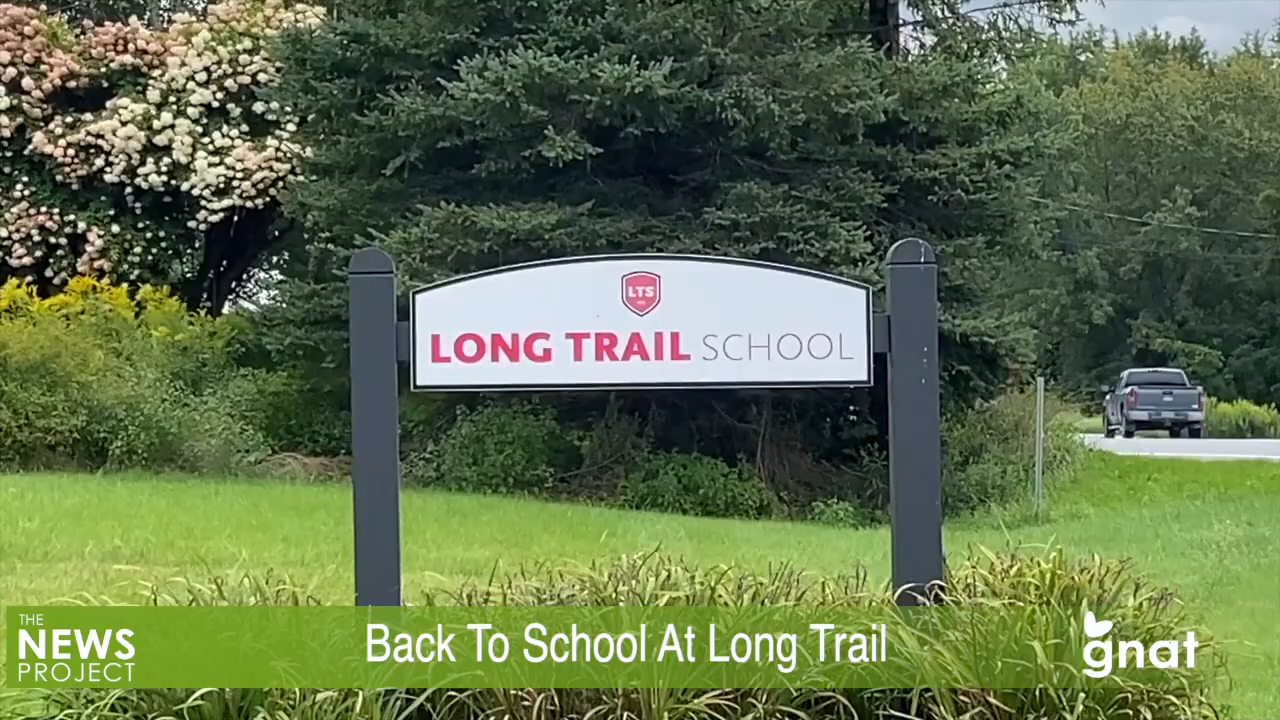 LTS
LONG TRAIL SCHOOL
THE
NEWS
PROJECT
Back To School At Long Trail
gnat